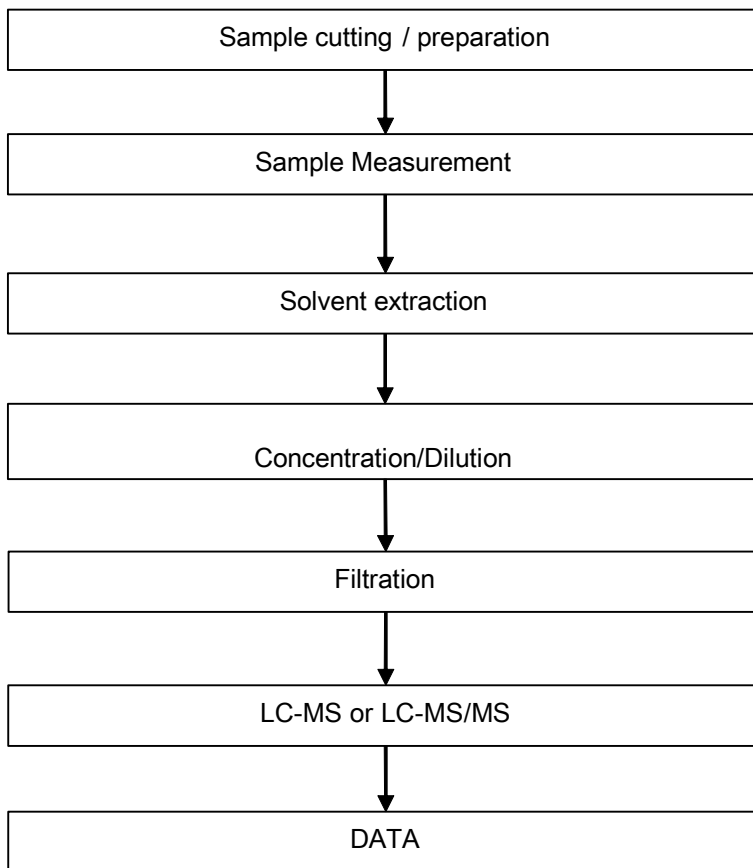 Sample cutting / preparation
Sample Measurement
Solvent extraction
Concentration/Dilution
Filtration
LC-MS or LC-MS/MS
DATA